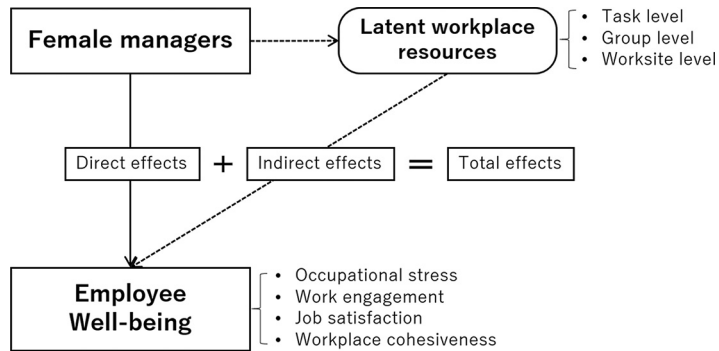 Female managers
Latent workplace
resources
• Task level
• Group level
• Worksite level
Direct effects + Indirect effects = Total effects
Employee
Well-being
• Occupational stress
• Work engagement
• Job satisfaction
• Workplace cohesiveness